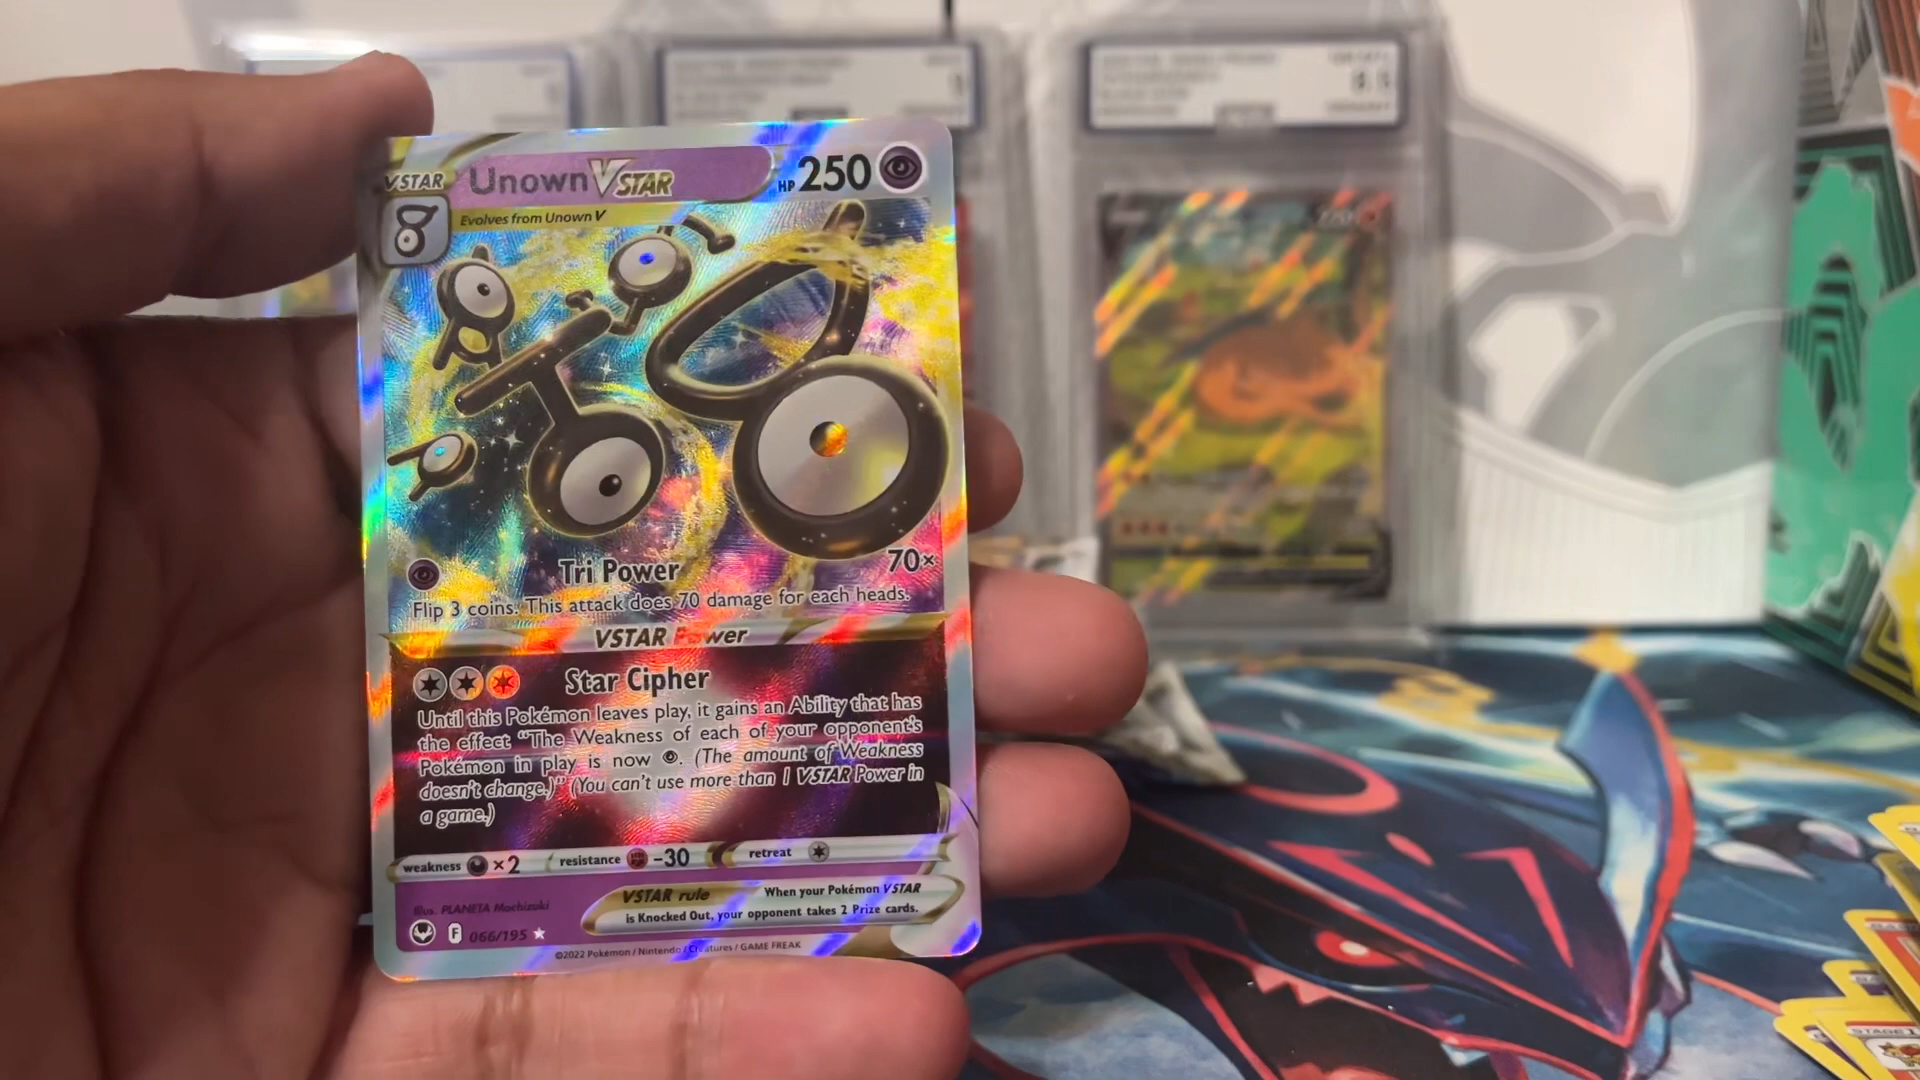 VSTAR Unown VSTAR HP 250
Evolves from Unown V
Tri Power 70×
Flip 3 coins. This attack does 70 damage for each heads.
VSTAR Power
Star Cipher
Until this Pokémon leaves play, it gains an Ability that has
the effect "The Weakness of each of your opponent's
Pokémon in play is now . (The amount of Weakness
doesn't change.)" (You can't use more than 1 VSTAR Power in
a game.)
weakness ×2 resistance -30 retreat
VSTAR rule When your Pokémon VSTAR
is Knocked Out, your opponent takes 2 Prize cards.
Illus. PLANETA Mochizuki
F 066/195
©2022 Pokémon / Nintendo / Creatures / GAME FREAK
8.5
STAGE 1